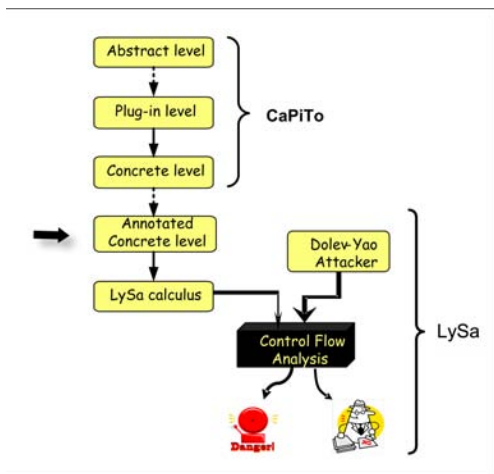 Abstract level
Plug-in level
CaPiTo
Concrete level
Annotated
Concrete level
Dolev-Yao
Attacker
LySa calculus
LySa
Control Flow
Analysis
Danger!